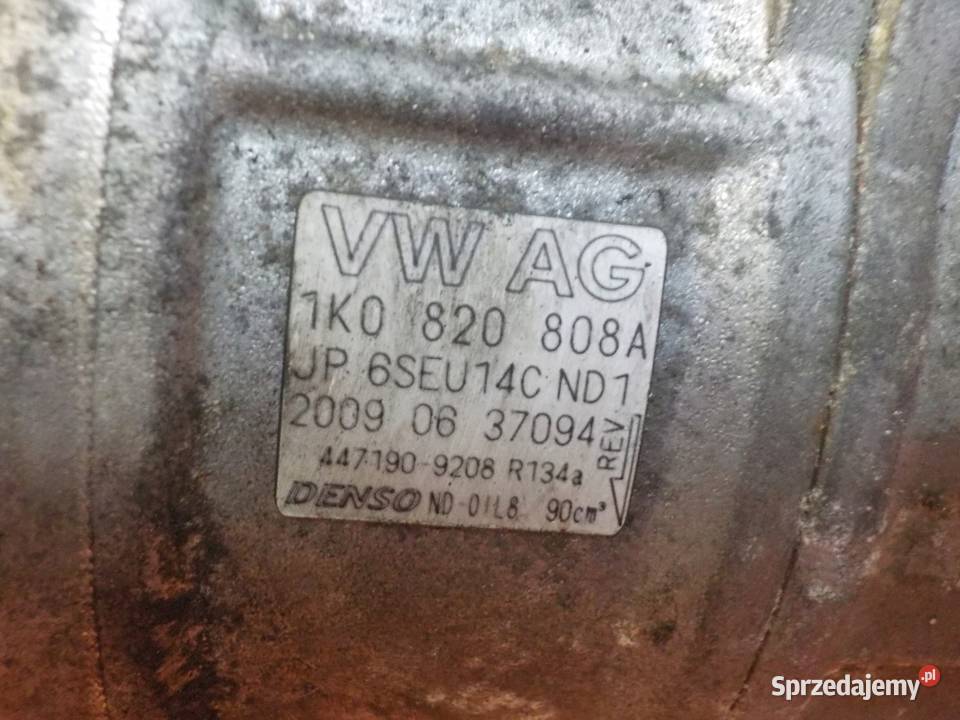 VW AG
1K0 820 808A
JP 6SEU14C ND1
2009 06 37094
REV
447190-9208 R134a
DENSO ND-OIL8 90cm³
Sprzedajemy.pl